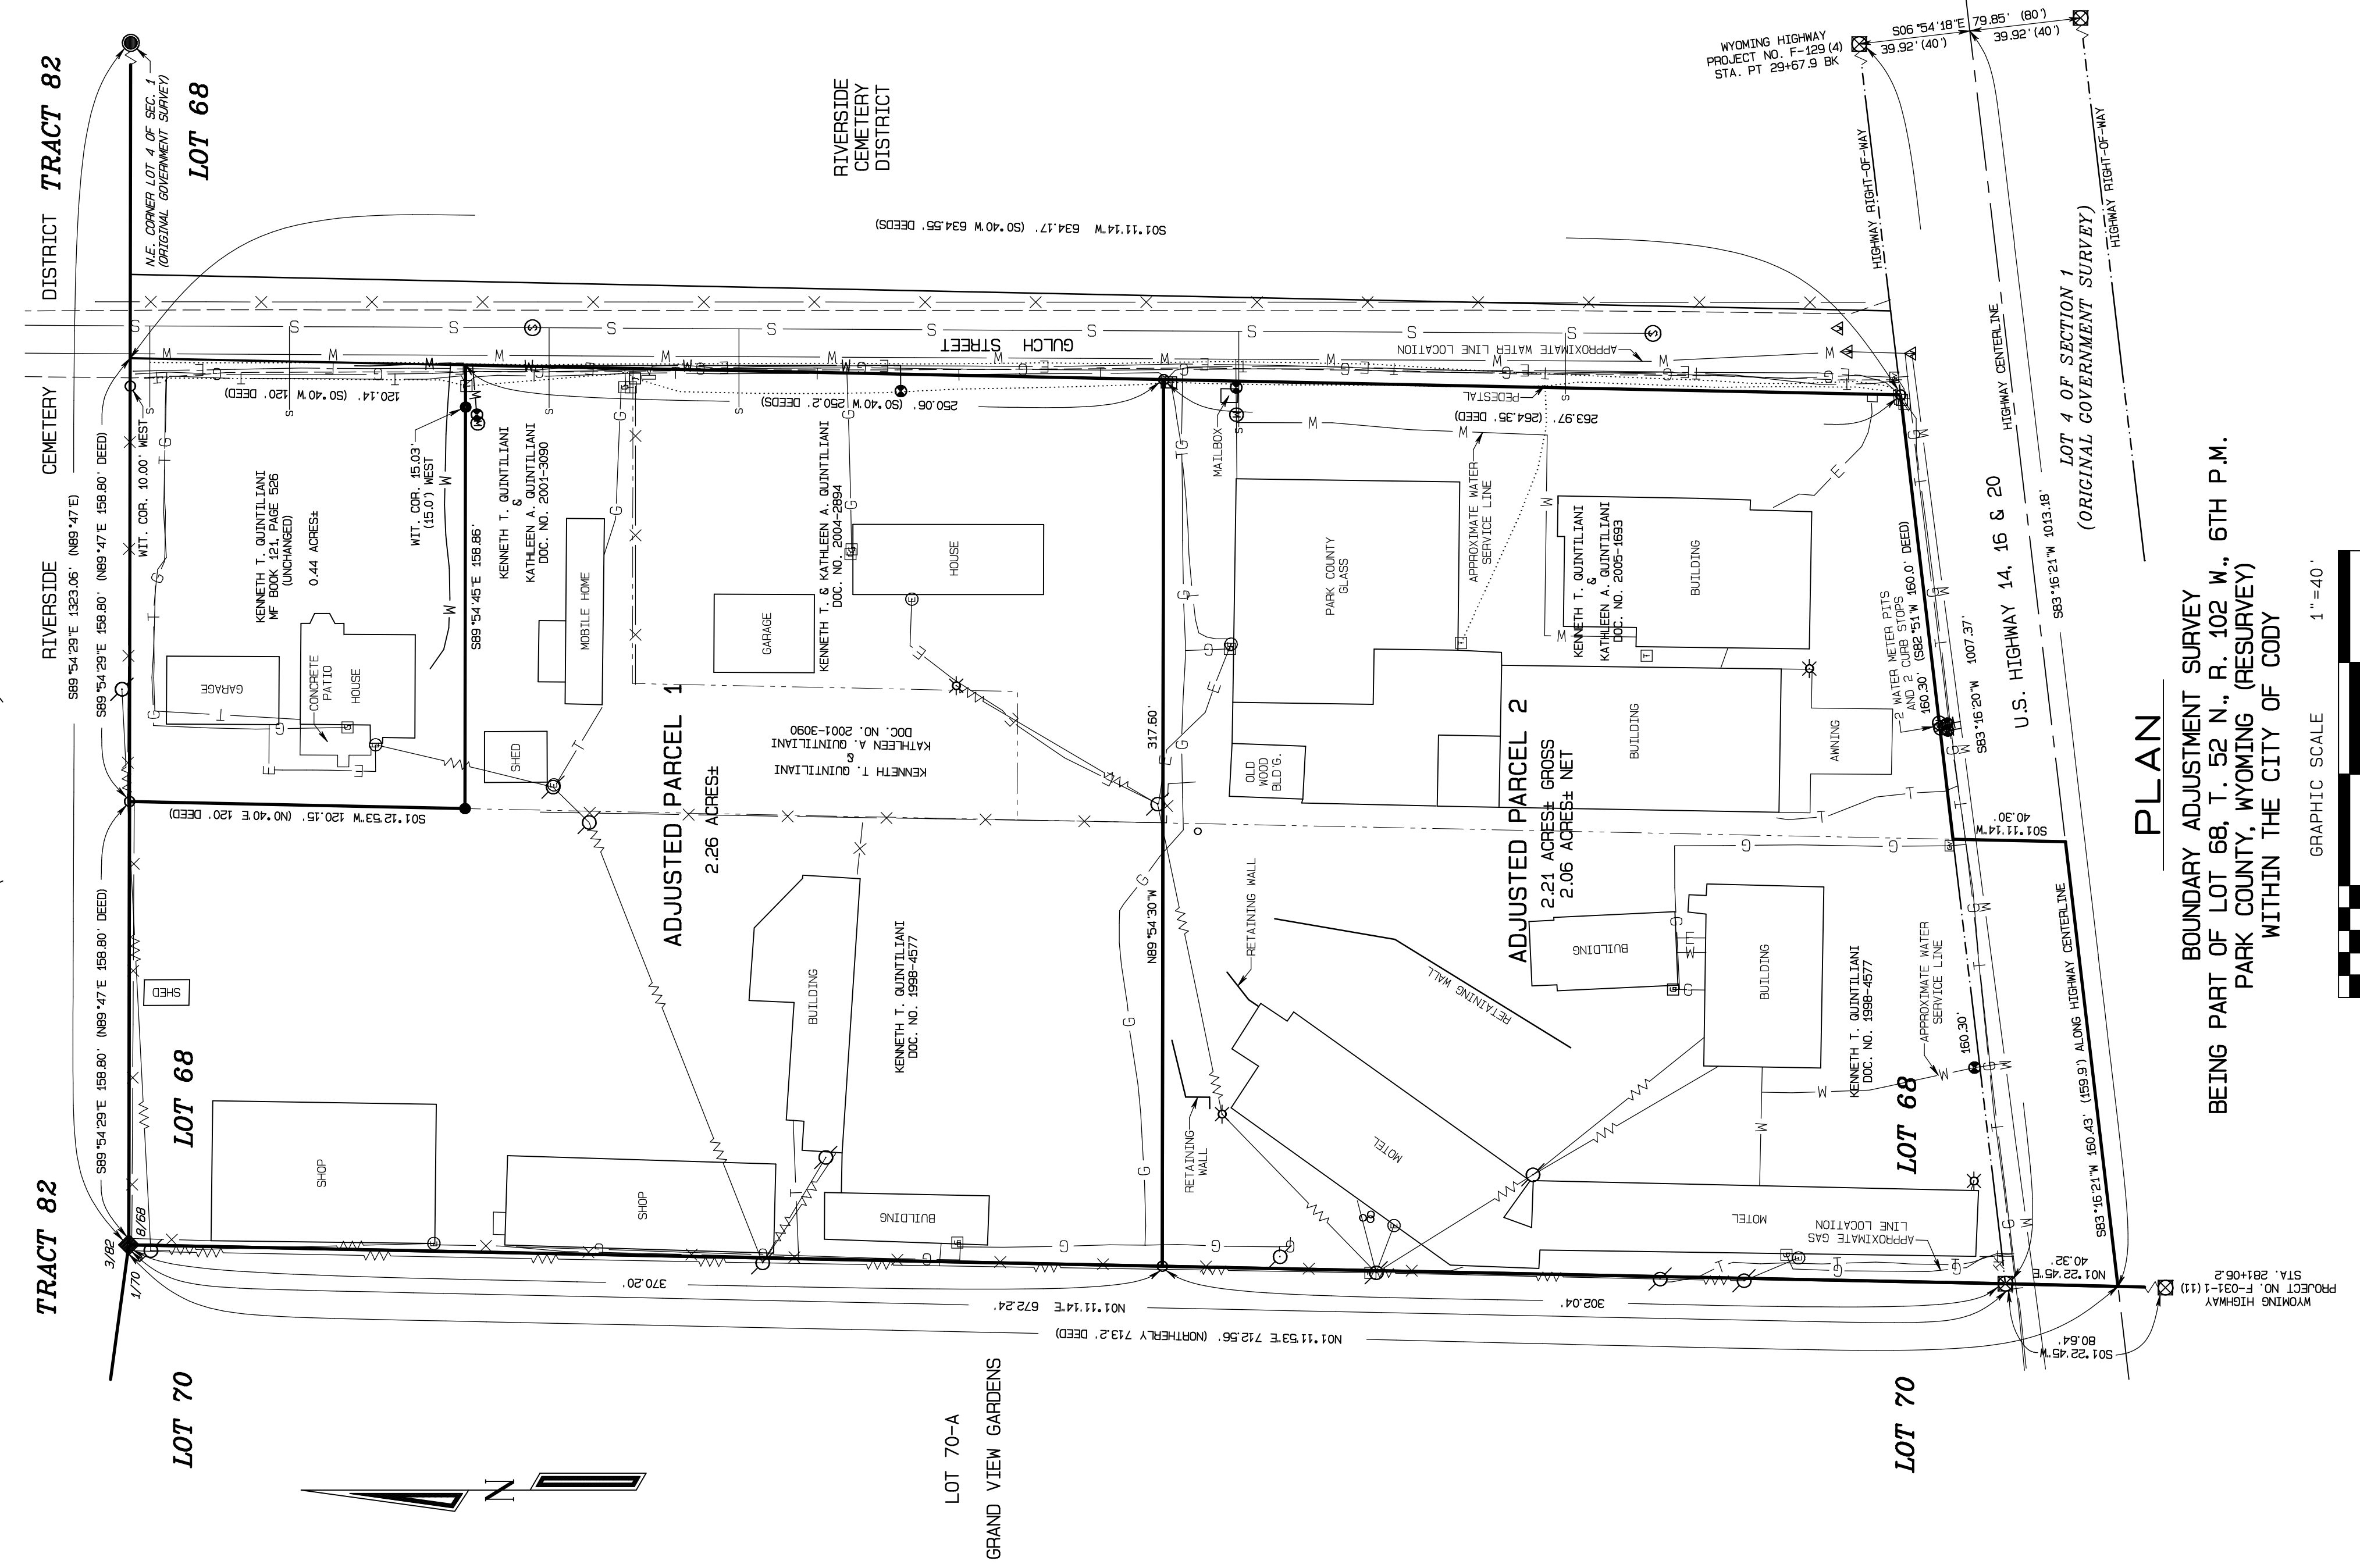 TRACT 82
LOT 70
3/82
8/68
1/70
LOT 68
RIVERSIDE CEMETERY DISTRICT
TRACT 82
S89°54'29"E 1323.06' (N89°47'E)
S89°54'29"E 158.80' (N89°47'E 158.80' DEED)
S89°54'29"E 158.80' (N89°47'E 158.80' DEED)
N.E. CORNER LOT 4 OF SEC. 1
(ORIGINAL GOVERNMENT SURVEY)
LOT 68
WIT. COR. 10.00' WEST
RIVERSIDE
CEMETERY
DISTRICT
120.14' (S0°40'W 120' DEED)
KENNETH T. QUINTILIANI
MF BOOK 121, PAGE 526
(UNCHANGED)
0.44 ACRES±
GARAGE
CONCRETE
PATIO
HOUSE
WIT. COR. 15.03'
(15.0') WEST
S89°54'45"E 158.86'
S01°12'53"W 120.15' (N0°40'E 120' DEED)
SHED
SHOP
SHOP
BUILDING
BUILDING
KENNETH T. QUINTILIANI
&
KATHLEEN A. QUINTILIANI
DOC. NO. 2001-3090
MOBILE HOME
SHED
GARAGE
HOUSE
KENNETH T. & KATHLEEN A. QUINTILIANI
DOC. NO. 2004-2894
KENNETH T. QUINTILIANI
&
KATHLEEN A. QUINTILIANI
DOC. NO. 2001-3090
ADJUSTED PARCEL 1
2.26 ACRES±
KENNETH T. QUINTILIANI
DOC. NO. 1998-4577
250.06' (S0°40'W 250.2' DEEDS)
GULCH STREET
S01°11'14"W 634.17' (S0°40'W 634.55' DEEDS)
APPROXIMATE WATER LINE LOCATION
PEDESTAL
263.97' (264.35' DEED)
MAILBOX
N89°54'30"W
317.60'
PARK COUNTY
GLASS
APPROXIMATE WATER
SERVICE LINE
KENNETH T. QUINTILIANI
&
KATHLEEN A. QUINTILIANI
DOC. NO. 2005-1693
BUILDING
OLD
WOOD
BLD'G.
BUILDING
AWNING
ADJUSTED PARCEL 2
2.21 ACRES± GROSS
2.06 ACRES± NET
RETAINING WALL
RETAINING WALL
RETAINING
WALL
BUILDING
BUILDING
MOTEL
MOTEL
APPROXIMATE GAS
LINE LOCATION
KENNETH T. QUINTILIANI
DOC. NO. 1998-4577
APPROXIMATE WATER
SERVICE LINE
160.30'
LOT 68
2 WATER METER PITS
AND 2 CURB STOPS
160.30' (S82°51'W 160.0' DEED)
S83°16'20"W 1007.37'
S01°11'14"W
40.30'
S83°16'21"W 160.43' (159.9') ALONG HIGHWAY CENTERLINE
U.S. HIGHWAY 14, 16 & 20
HIGHWAY CENTERLINE
S83°16'21"W 1013.18'
HIGHWAY RIGHT-OF-WAY
HIGHWAY RIGHT-OF-WAY
WYOMING HIGHWAY
PROJECT NO. F-129(4)
STA. PT 29+67.9 BK
S06°54'18"E 79.85' (80')
39.92'(40')
39.92'(40')
LOT 4 OF SECTION 1
(ORIGINAL GOVERNMENT SURVEY)
370.20'
302.04'
N01°11'14"E 672.24'
N01°11'53"E 712.56' (NORTHERLY 713.2' DEED)
N01°22'45"E
40.32'
80.64'
S01°22'45"W
WYOMING HIGHWAY
PROJECT NO. F-031-1(11)
STA. 281+06.2
N
LOT 70-A
GRAND VIEW GARDENS
LOT 70
PLAN
BOUNDARY ADJUSTMENT SURVEY
BEING PART OF LOT 68, T. 52 N., R. 102 W., 6TH P.M.
PARK COUNTY, WYOMING (RESURVEY)
WITHIN THE CITY OF CODY
GRAPHIC SCALE 1"=40'